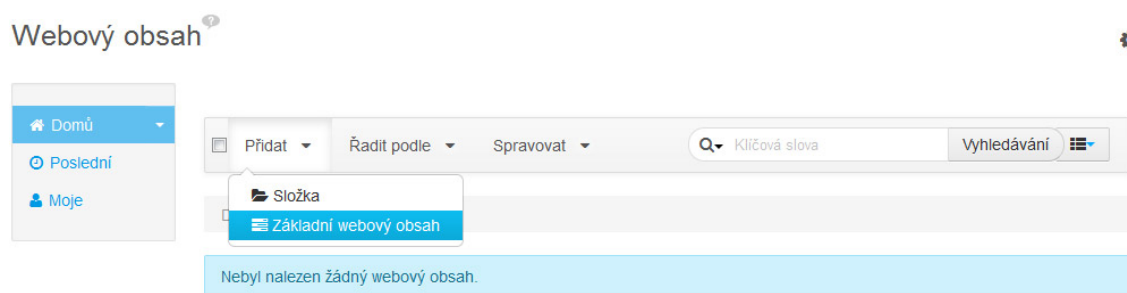 Webový obsah
Domů
Poslední
Moje
Přidat
Řadit podle
Spravovat
Klíčová slova
Vyhledávání
Složka
Základní webový obsah
Nebyl nalezen žádný webový obsah.